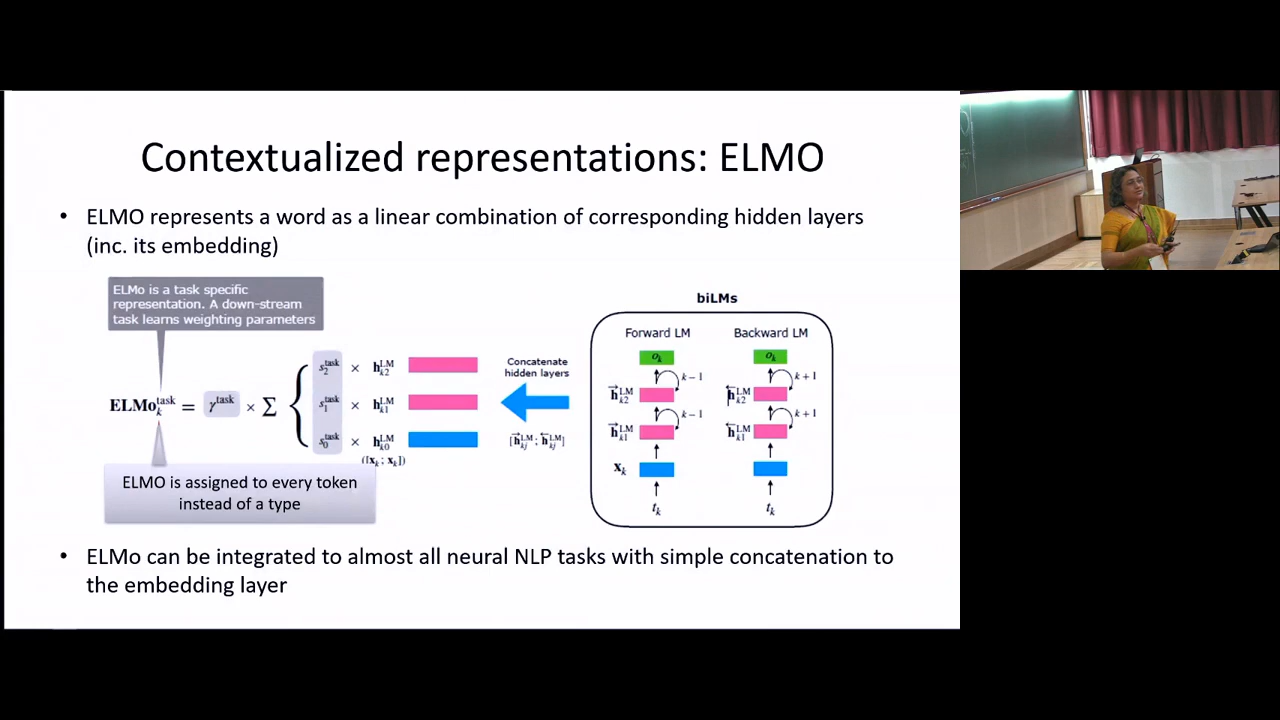 Contextualized representations: ELMO
• ELMO represents a word as a linear combination of corresponding hidden layers
(inc. its embedding)
ELMo is a task specific
representation. A down-stream
task learns weighting parameters
ELMo_k^task = γ^task × Σ {
s_2^task × h_k2^LM
s_1^task × h_k1^LM
s_0^task × h_k0^LM
([x_k; x_k])
Concatenate
hidden layers
[→h_kj^LM; ←h_kj^LM]
ELMO is assigned to every token
instead of a type
biLMs
Forward LM
o_k
k−1
→h_k2^LM
k−1
→h_k1^LM
x_k
t_k
Backward LM
o_k
k+1
←h_k2^LM
k+1
←h_k1^LM
t_k
• ELMo can be integrated to almost all neural NLP tasks with simple concatenation to
the embedding layer